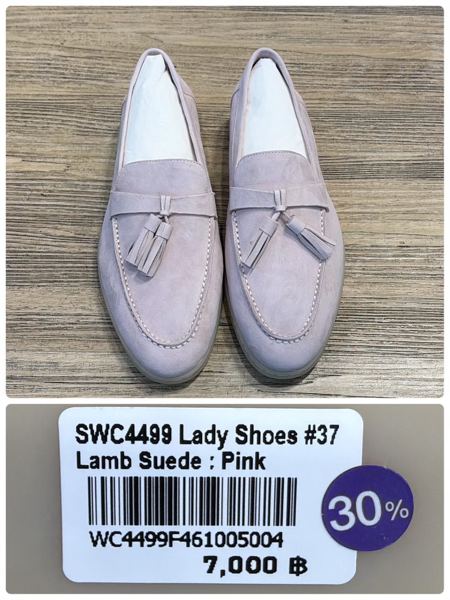 SWC4499 Lady Shoes #37
Lamb Suede : Pink
WC4499F461005004
7,000 ฿
30%